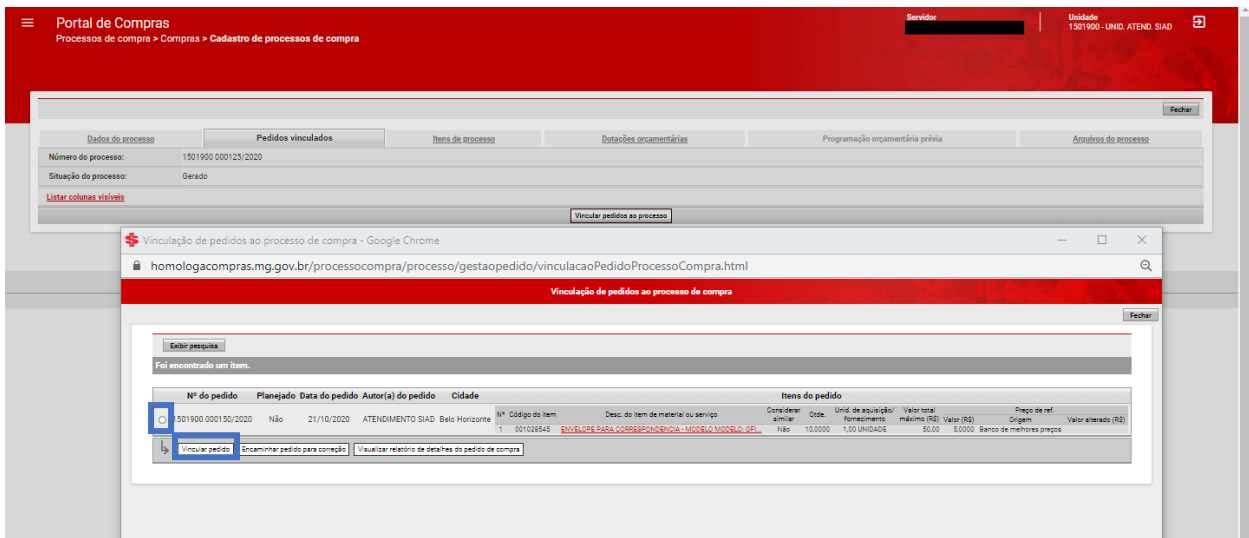 Portal de Compras
Processos de compra > Compras > Cadastro de processos de compra
Servidor
Unidade
1501900 - UNID. ATEND. SIAD
Fechar
Dados do processo Pedidos vinculados Itens de processo Dotações orçamentárias Programação orçamentária prévia Arquivos do processo
Número do processo: 1501900 000125/2020
Situação do processo: Gerado
Listar colunas visíveis
Vincular pedidos ao processo
Vinculação de pedidos ao processo de compra - Google Chrome
homologacompras.mg.gov.br/processocompra/processo/gestaopedido/vinculacaoPedidoProcessoCompra.html
Vinculação de pedidos ao processo de compra
Fechar
Exibir pesquisa
Foi encontrado um item.
Nº do pedido Planejado Data do pedido Autor(a) do pedido Cidade Itens do pedido
Nº Código do item Desc. do item de material ou serviço Considerar similar Qtde. Unid. de aquisição/ fornecimento Valor total máximo (R$) Preço de ref. Valor (R$) Origem Valor alterado (R$)
1501900 000150/2020 Não 21/10/2020 ATENDIMENTO SIAD Belo Horizonte
1 001028545 ENVELOPE PARA CORRESPONDENCIA - MODELO MODELO: OFI... Não 10,0000 1,00 UNIDADE 50,00 5,0000 Banco de melhores preços
Vincular pedido Encaminhar pedido para correção Visualizar relatório de detalhes do pedido de compra